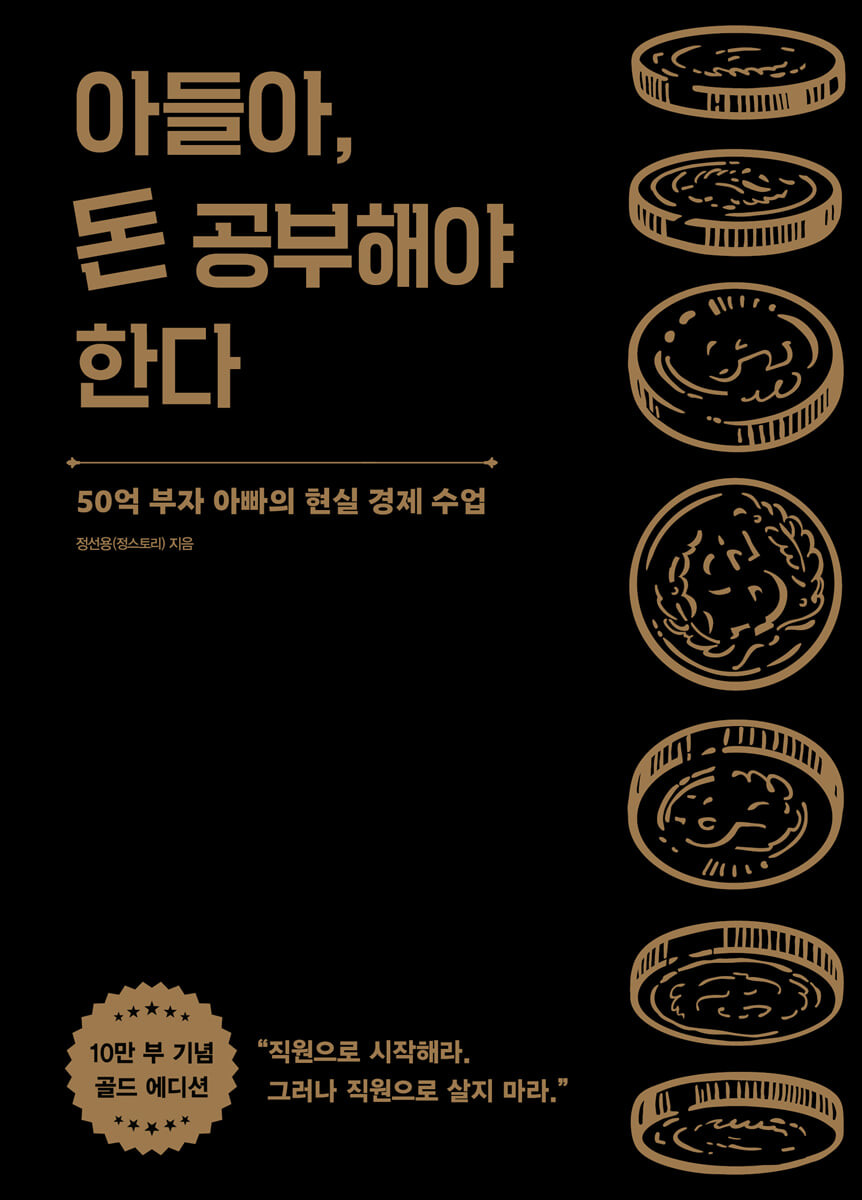 아들아,
돈 공부해야
한다
50억 부자 아빠의 현실 경제 수업
정선용(정스토리) 지음
10만 부 기념
골드 에디션
“직원으로 시작해라.
그러나 직원으로 살지 마라.”